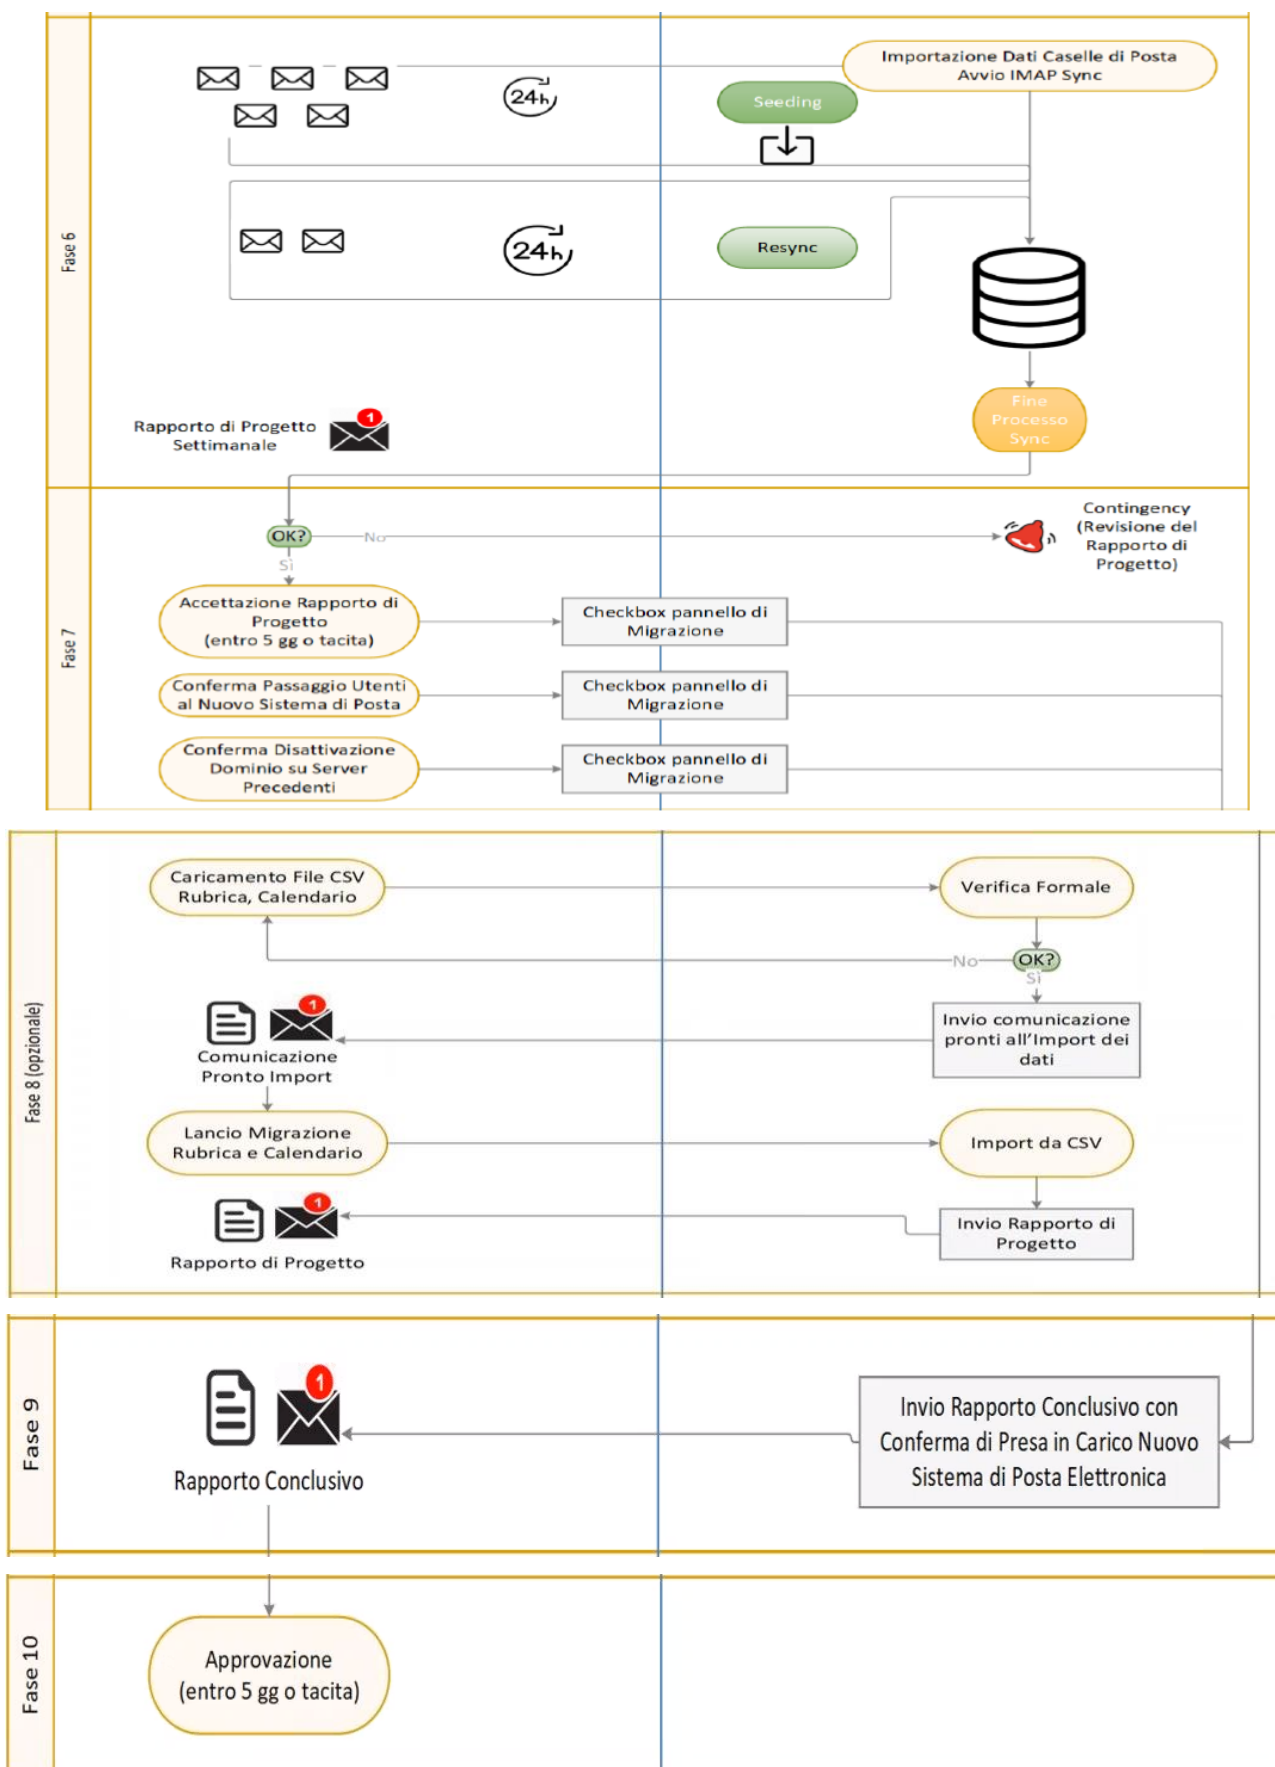 Fase 6
Importazione Dati Caselle di Posta
Avvio IMAP Sync
24h
Seeding
24h
Resync
Fine
Processo
Sync
Rapporto di Progetto
Settimanale
1
Fase 7
OK?
No
Sì
Contingency
(Revisione del
Rapporto di
Progetto)
Accettazione Rapporto di
Progetto
(entro 5 gg o tacita)
Checkbox pannello di
Migrazione
Conferma Passaggio Utenti
al Nuovo Sistema di Posta
Checkbox pannello di
Migrazione
Conferma Disattivazione
Dominio su Server
Precedenti
Checkbox pannello di
Migrazione
Fase 8 (opzionale)
Caricamento File CSV
Rubrica, Calendario
Verifica Formale
No
OK?
Sì
1
Comunicazione
Pronto Import
Invio comunicazione
pronti all'Import dei
dati
Lancio Migrazione
Rubrica e Calendario
Import da CSV
1
Rapporto di Progetto
Invio Rapporto di
Progetto
Fase 9
1
Rapporto Conclusivo
Invio Rapporto Conclusivo con
Conferma di Presa in Carico Nuovo
Sistema di Posta Elettronica
Fase 10
Approvazione
(entro 5 gg o tacita)